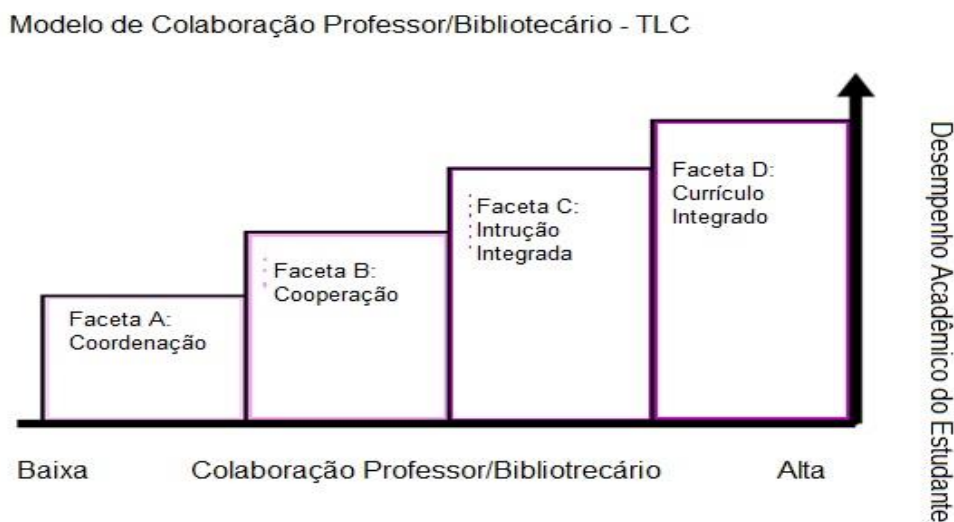 Modelo de Colaboração Professor/Bibliotecário - TLC
Faceta A:
Coordenação
Faceta B:
Cooperação
Faceta C:
Intrução
Integrada
Faceta D:
Currículo
Integrado
Desempenho Acadêmico do Estudante
Baixa Colaboração Professor/Bibliotrecário Alta